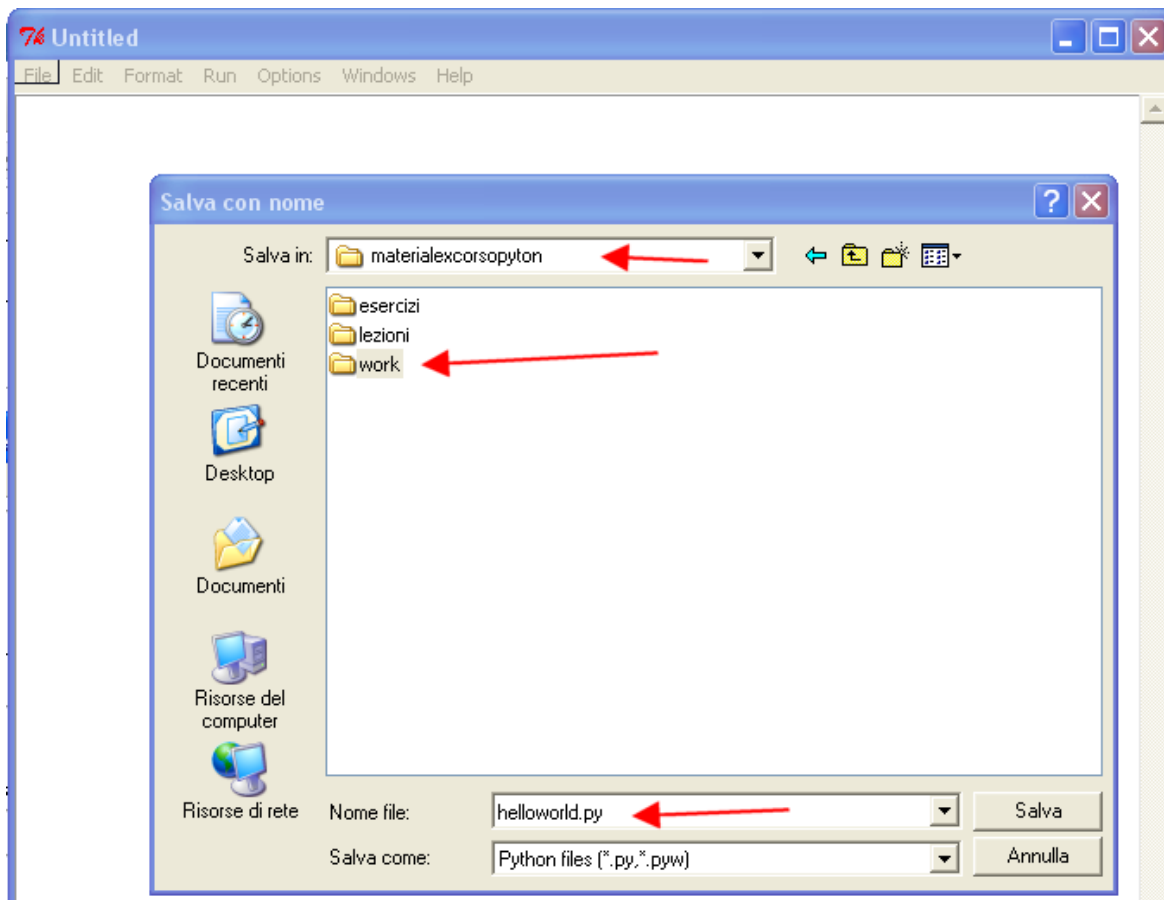 Untitled
File Edit Format Run Options Windows Help
Salva con nome
Salva in: materialexcorsopyton
esercizi
lezioni
work
Documenti
recenti
Desktop
Documenti
Risorse del
computer
Risorse di rete
Nome file: helloworld.py Salva
Salva come: Python files (*.py,*.pyw) Annulla